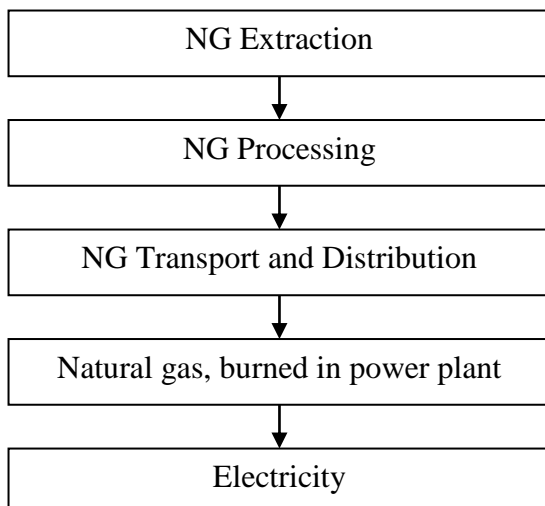 NG Extraction
NG Processing
NG Transport and Distribution
Natural gas, burned in power plant
Electricity